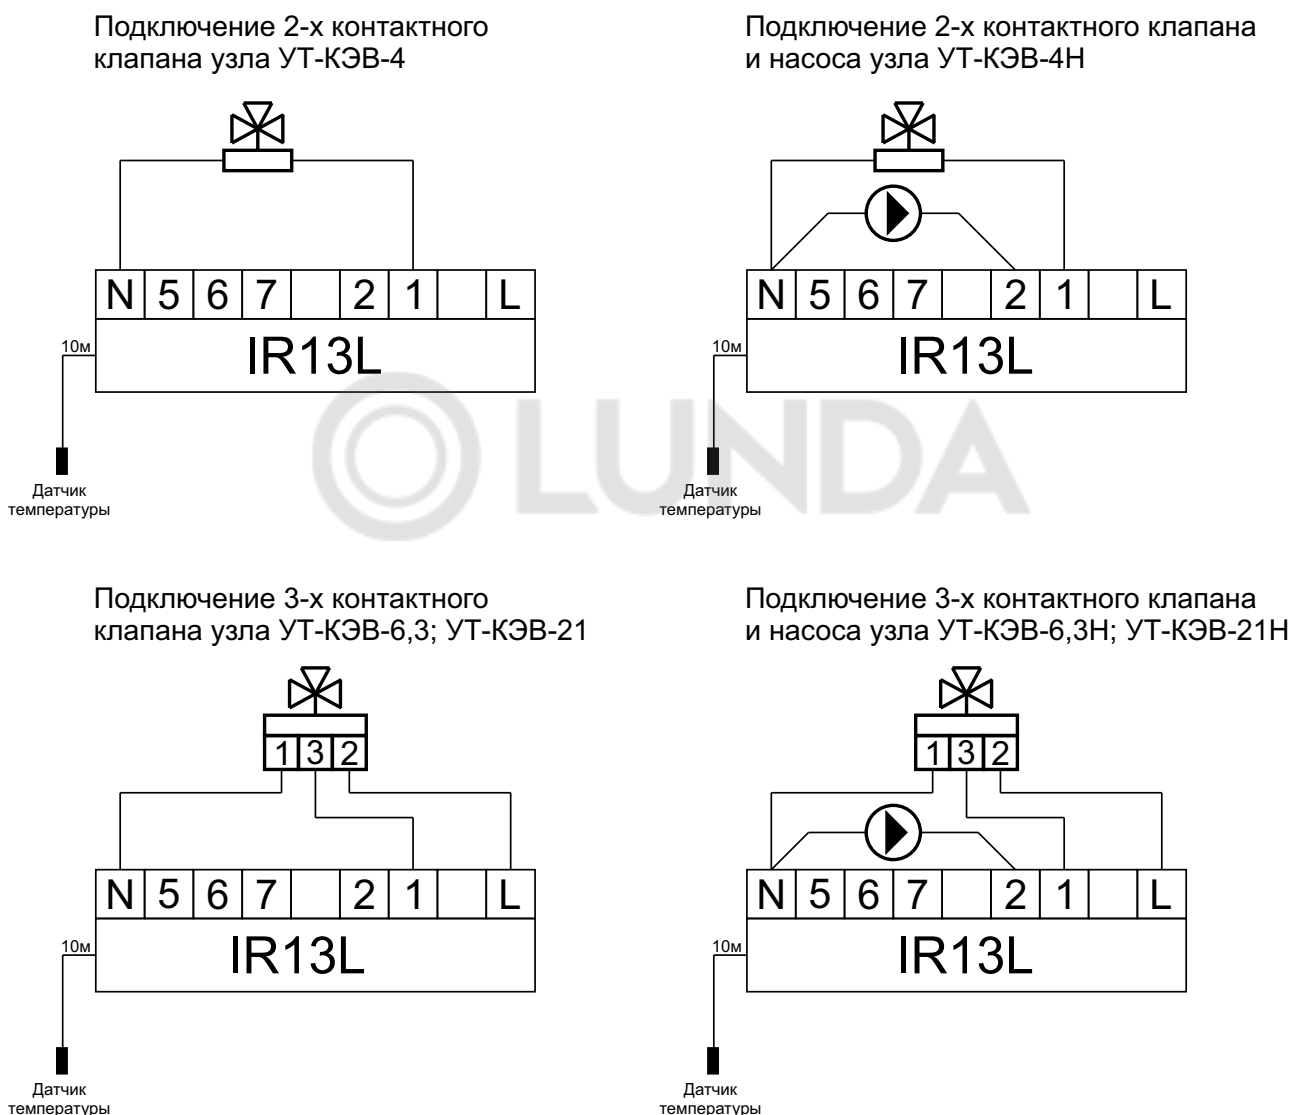 Подключение 2-х контактного
клапана узла УТ-КЭВ-4
N 5 6 7 2 1 L
10м
IR13L
Датчик
температуры
Подключение 2-х контактного клапана
и насоса узла УТ-КЭВ-4Н
N 5 6 7 2 1 L
10м
IR13L
Датчик
температуры
LUNDA
Подключение 3-х контактного
клапана узла УТ-КЭВ-6,3; УТ-КЭВ-21
1 3 2
N 5 6 7 2 1 L
10м
IR13L
Датчик
температуры
Подключение 3-х контактного клапана
и насоса узла УТ-КЭВ-6,3Н; УТ-КЭВ-21Н
1 3 2
N 5 6 7 2 1 L
10м
IR13L
Датчик
температуры